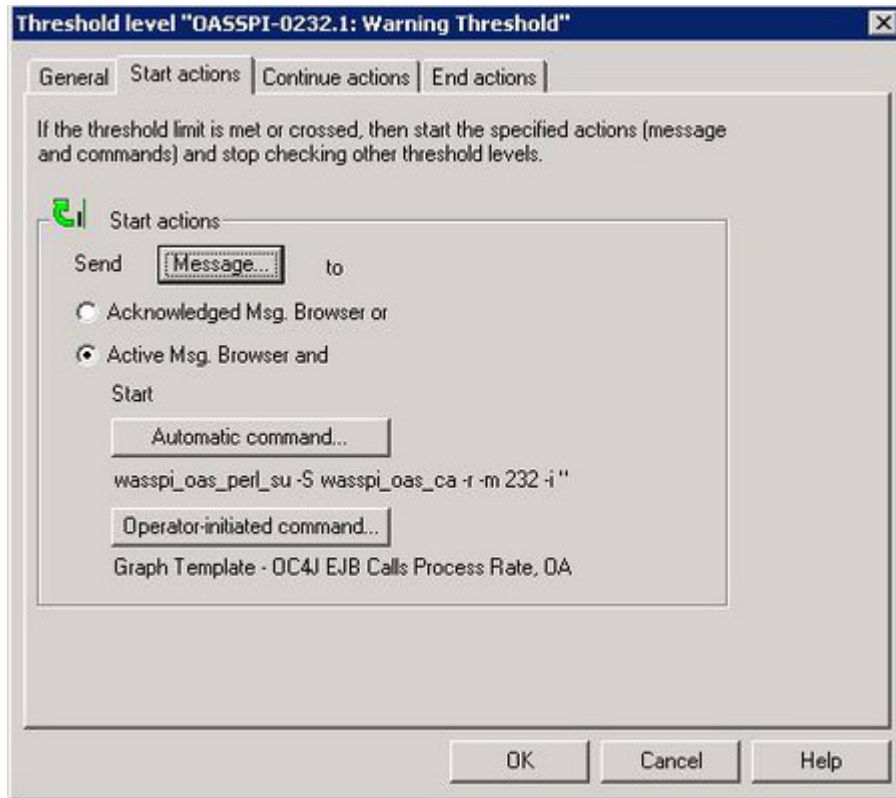 Threshold level "OASSPI-0232.1: Warning Threshold"
General Start actions Continue actions End actions
If the threshold limit is met or crossed, then start the specified actions (message
and commands) and stop checking other threshold levels.
Start actions
Send Message... to
Acknowledged Msg. Browser or
Active Msg. Browser and
Start
Automatic command...
wasspi_oas_perl_su -S wasspi_oas_ca -r -m 232 -i "
Operator-initiated command...
Graph Template - OC4J EJB Calls Process Rate, OA
OK Cancel Help